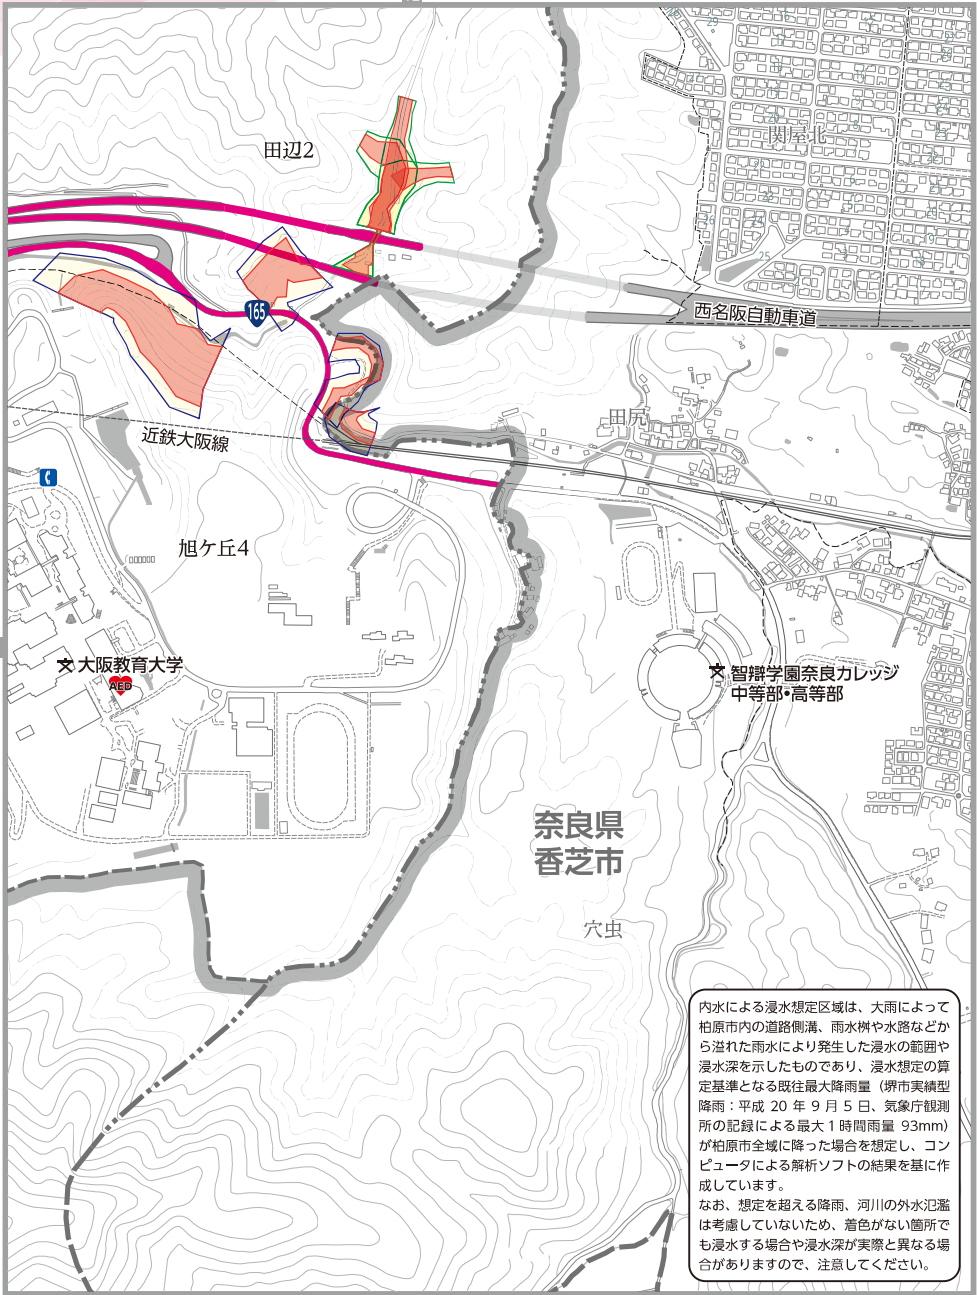 関屋北
田辺2
25
165
西名阪自動車道
田尻
近鉄大阪線
旭ケ丘4
大阪教育大学
AED
智辯学園奈良カレッジ
中等部・高等部
奈良県
香芝市
穴虫
内水による浸水想定区域は、大雨によって
柏原市内の道路側溝、雨水桝や水路などか
ら溢れた雨水により発生した浸水の範囲や
浸水深を示したものであり、浸水想定の算
定基準となる既往最大降雨量（堺市実績型
降雨：平成 20 年 9 月 5 日、気象庁観測
所の記録による最大１時間雨量 93mm）
が柏原市全域に降った場合を想定し、コン
ピュータによる解析ソフトの結果を基に作
成しています。
なお、想定を超える降雨、河川の外水氾濫
は考慮していないため、着色がない箇所で
も浸水する場合や浸水深が実際と異なる場
合がありますので、注意してください。